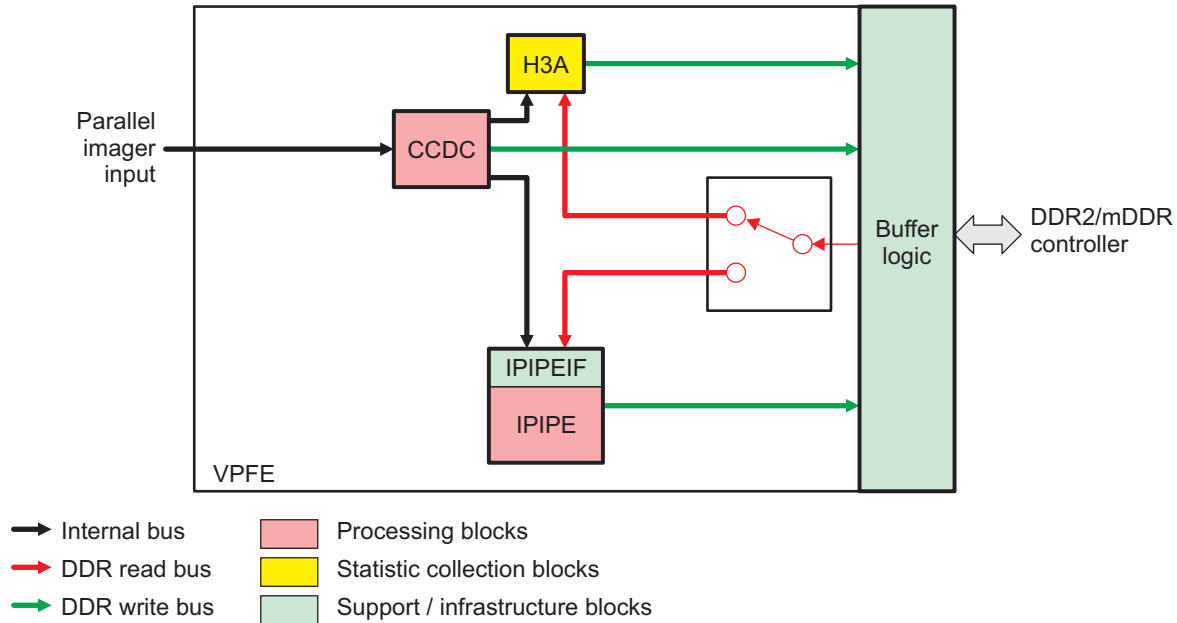 H3A
Parallel
imager
input
CCDC
Buffer
logic
DDR2/mDDR
controller
IPIPEIF
IPIPE
VPFE
Internal bus
Processing blocks
DDR read bus
Statistic collection blocks
DDR write bus
Support / infrastructure blocks